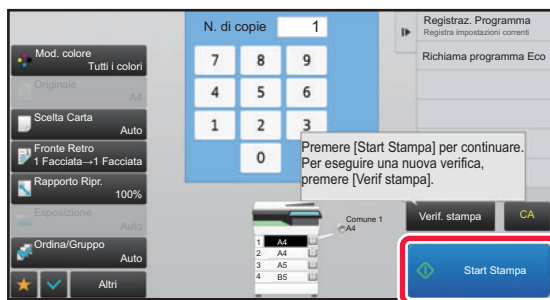 N. di copie 1
Mod. colore
Tutti i colori
Originale
A4
Scelta Carta
Auto
Fronte Retro
1 Facciata→1 Facciata
Rapporto Ripr.
100%
Esposizione
Auto
Ordina/Gruppo
Auto
Altri
7 8 9
4 5 6
1 2 3
0
Registraz. Programma
Registra impostazioni correnti
Richiama programma Eco
Premere [Start Stampa] per continuare.
Per eseguire una nuova verifica,
premere [Verif stampa].
Comune 1
A4
1 A4
2 A4
3 A5
4 B5
Verif. stampa
CA
Start Stampa